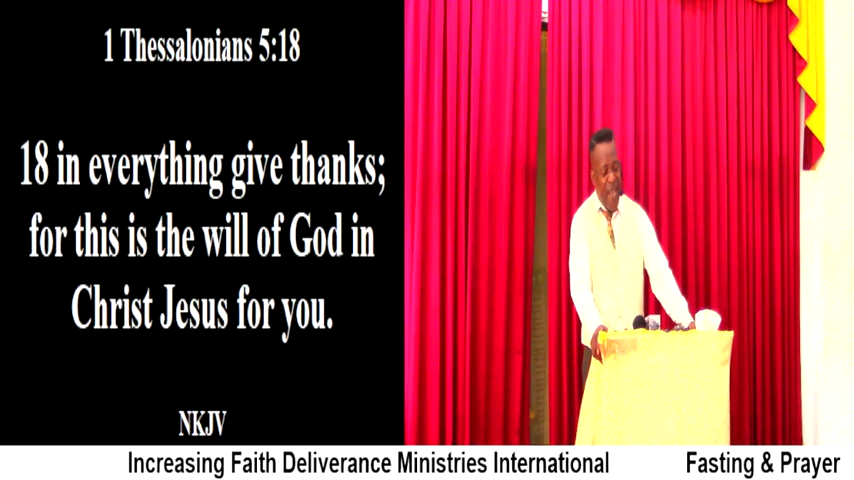 1 Thessalonians 5:18
18 in everything give thanks;
for this is the will of God in
Christ Jesus for you.
NKJV
Increasing Faith Deliverance Ministries International
Fasting & Prayer